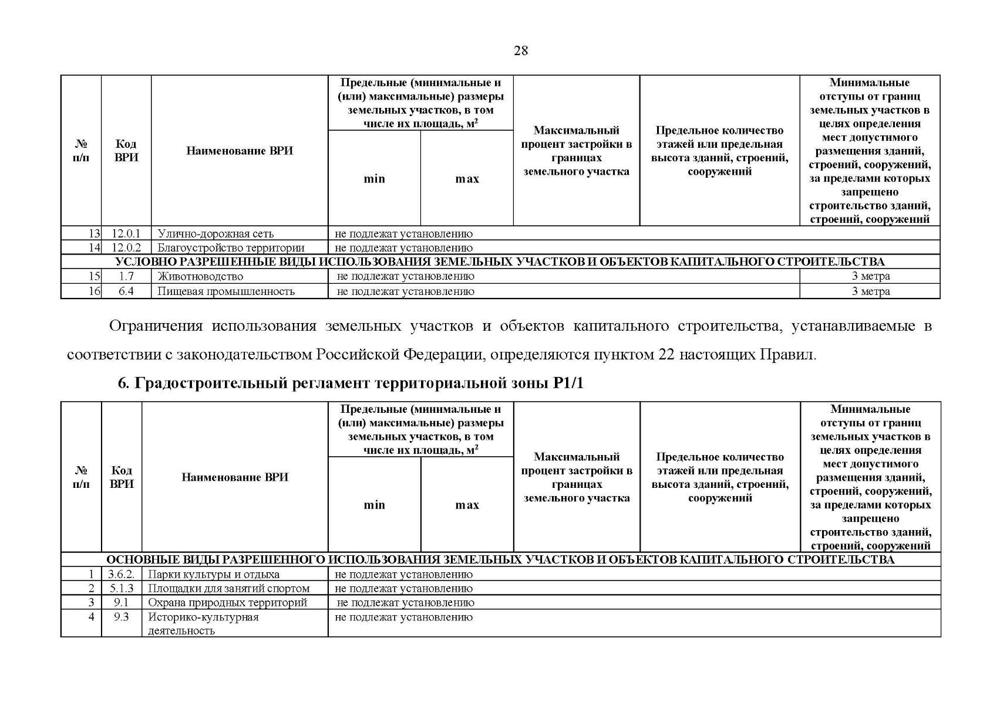 28
№
п/п
Код
ВРИ
Наименование ВРИ
Предельные (минимальные и
(или) максимальные) размеры
земельных участков, в том
числе их площадь, м²
min
max
Максимальный
процент застройки в
границах
земельного участка
Предельное количество
этажей или предельная
высота зданий, строений,
сооружений
Минимальные
отступы от границ
земельных участков в
целях определения
мест допустимого
размещения зданий,
строений, сооружений,
за пределами которых
запрещено
строительство зданий,
строений, сооружений
13 12.0.1 Улично-дорожная сеть не подлежат установлению
14 12.0.2 Благоустройство территории не подлежат установлению
УСЛОВНО РАЗРЕШЕННЫЕ ВИДЫ ИСПОЛЬЗОВАНИЯ ЗЕМЕЛЬНЫХ УЧАСТКОВ И ОБЪЕКТОВ КАПИТАЛЬНОГО СТРОИТЕЛЬСТВА
15 1.7 Животноводство не подлежат установлению 3 метра
16 6.4 Пищевая промышленность не подлежат установлению 3 метра
Ограничения использования земельных участков и объектов капитального строительства, устанавливаемые в
соответствии с законодательством Российской Федерации, определяются пунктом 22 настоящих Правил.
6. Градостроительный регламент территориальной зоны Р1/1
№
п/п
Код
ВРИ
Наименование ВРИ
Предельные (минимальные и
(или) максимальные) размеры
земельных участков, в том
числе их площадь, м²
min
max
Максимальный
процент застройки в
границах
земельного участка
Предельное количество
этажей или предельная
высота зданий, строений,
сооружений
Минимальные
отступы от границ
земельных участков в
целях определения
мест допустимого
размещения зданий,
строений, сооружений,
за пределами которых
запрещено
строительство зданий,
строений, сооружений
ОСНОВНЫЕ ВИДЫ РАЗРЕШЕННОГО ИСПОЛЬЗОВАНИЯ ЗЕМЕЛЬНЫХ УЧАСТКОВ И ОБЪЕКТОВ КАПИТАЛЬНОГО СТРОИТЕЛЬСТВА
1 3.6.2. Парки культуры и отдыха не подлежат установлению
2 5.1.3 Площадки для занятий спортом не подлежат установлению
3 9.1 Охрана природных территорий не подлежат установлению
4 9.3 Историко-культурная не подлежат установлению
деятельность